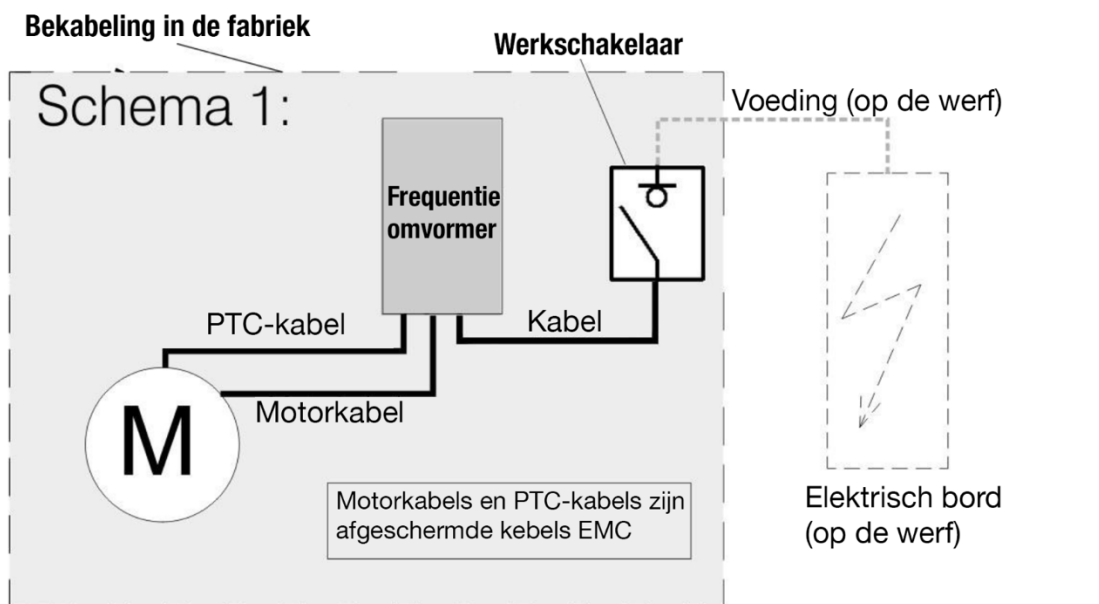 Bekabeling in de fabriek
Werkschakelaar
Schema 1:
Voeding (op de werf)
Frequentie
omvormer
PTC-kabel
Kabel
Motorkabel
M
Motorkabels en PTC-kabels zijn
afgeschermde kebels EMC
Elektrisch bord
(op de werf)